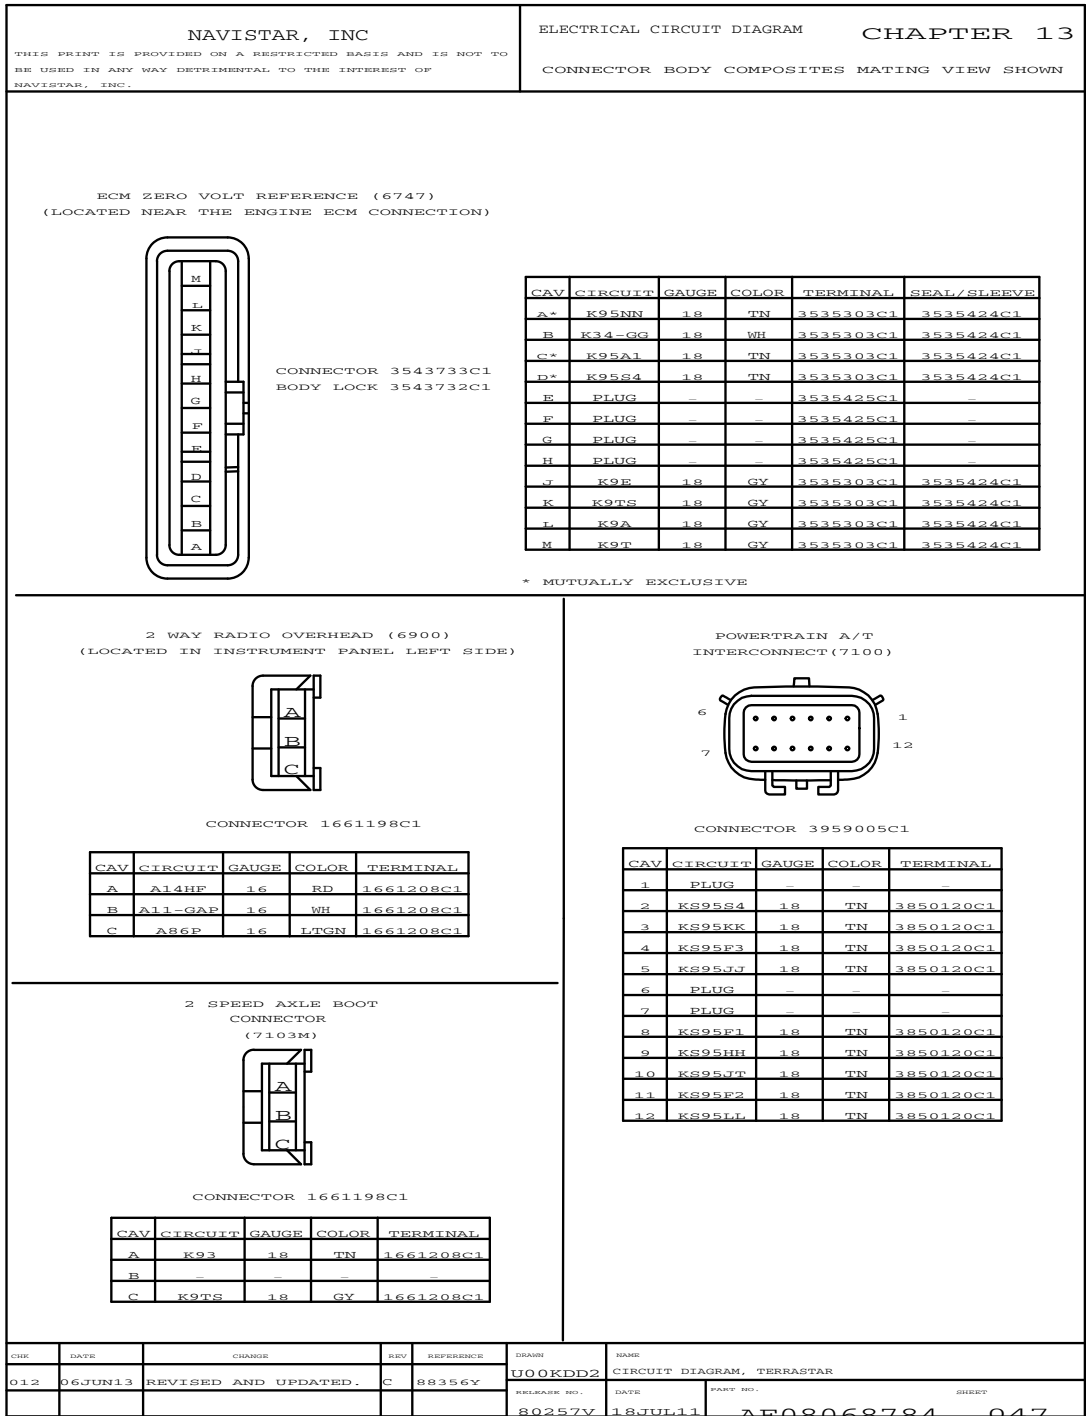 NAVISTAR, INC
THIS PRINT IS PROVIDED ON A RESTRICTED BASIS AND IS NOT TO
BE USED IN ANY WAY DETRIMENTAL TO THE INTEREST OF
NAVISTAR, INC.
ELECTRICAL CIRCUIT DIAGRAM CHAPTER 13
CONNECTOR BODY COMPOSITES MATING VIEW SHOWN
ECM ZERO VOLT REFERENCE (6747)
(LOCATED NEAR THE ENGINE ECM CONNECTION)
M
L
K
J
H
G
F
E
D
C
B
A
CONNECTOR 3543733C1
BODY LOCK 3543732C1
CAV CIRCUIT GAUGE COLOR TERMINAL SEAL/SLEEVE
A* K95NN 18 TN 3535303C1 3535424C1
B K34-GG 18 WH 3535303C1 3535424C1
C* K95A1 18 TN 3535303C1 3535424C1
D* K95S4 18 TN 3535303C1 3535424C1
E PLUG - - 3535425C1 -
F PLUG - - 3535425C1 -
G PLUG - - 3535425C1 -
H PLUG - - 3535425C1 -
J K9E 18 GY 3535303C1 3535424C1
K K9TS 18 GY 3535303C1 3535424C1
L K9A 18 GY 3535303C1 3535424C1
M K9T 18 GY 3535303C1 3535424C1
* MUTUALLY EXCLUSIVE
2 WAY RADIO OVERHEAD (6900)
(LOCATED IN INSTRUMENT PANEL LEFT SIDE)
A
B
C
CONNECTOR 1661198C1
CAV CIRCUIT GAUGE COLOR TERMINAL
A A14HF 16 RD 1661208C1
B A11-GAP 16 WH 1661208C1
C A86P 16 LTGN 1661208C1
2 SPEED AXLE BOOT
CONNECTOR
(7103M)
A
B
C
CONNECTOR 1661198C1
CAV CIRCUIT GAUGE COLOR TERMINAL
A K93 18 TN 1661208C1
B - - - -
C K9TS 18 GY 1661208C1
POWERTRAIN A/T
INTERCONNECT(7100)
6 1
7 12
CONNECTOR 3959005C1
CAV CIRCUIT GAUGE COLOR TERMINAL
1 PLUG - - -
2 KS95S4 18 TN 3850120C1
3 KS95KK 18 TN 3850120C1
4 KS95F3 18 TN 3850120C1
5 KS95JJ 18 TN 3850120C1
6 PLUG - - -
7 PLUG - - -
8 KS95F1 18 TN 3850120C1
9 KS95HH 18 TN 3850120C1
10 KS95JT 18 TN 3850120C1
11 KS95F2 18 TN 3850120C1
12 KS95LL 18 TN 3850120C1
CHK DATE CHANGE REV REFERENCE
012 06JUN13 REVISED AND UPDATED. C 88356Y
DRAWN NAME
U00KDD2 CIRCUIT DIAGRAM, TERRASTAR
RELEASE NO. DATE PART NO. SHEET
80257V 18JUL11 AF08068784 047